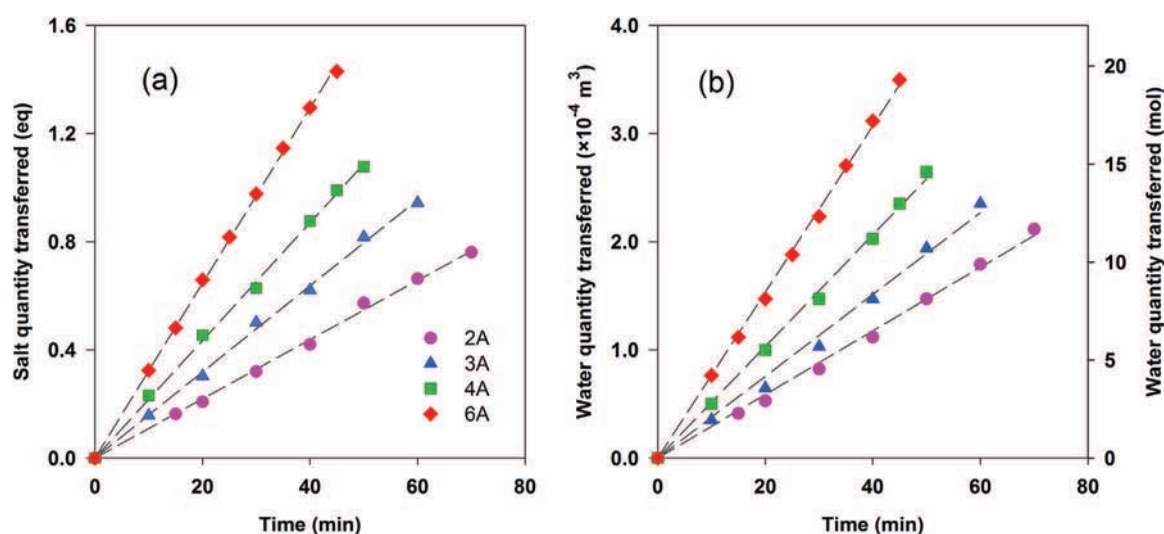 Salt quantity transferred (eq)
1.6
1.2
0.8
0.4
0.0
(a)
2A
3A
4A
6A
0 20 40 60 80
Time (min)
Water quantity transferred (×10⁻⁴ m³)
4.0
3.0
2.0
1.0
0.0
(b)
20
15
10
5
0
Water quantity transferred (mol)
0 20 40 60 80
Time (min)